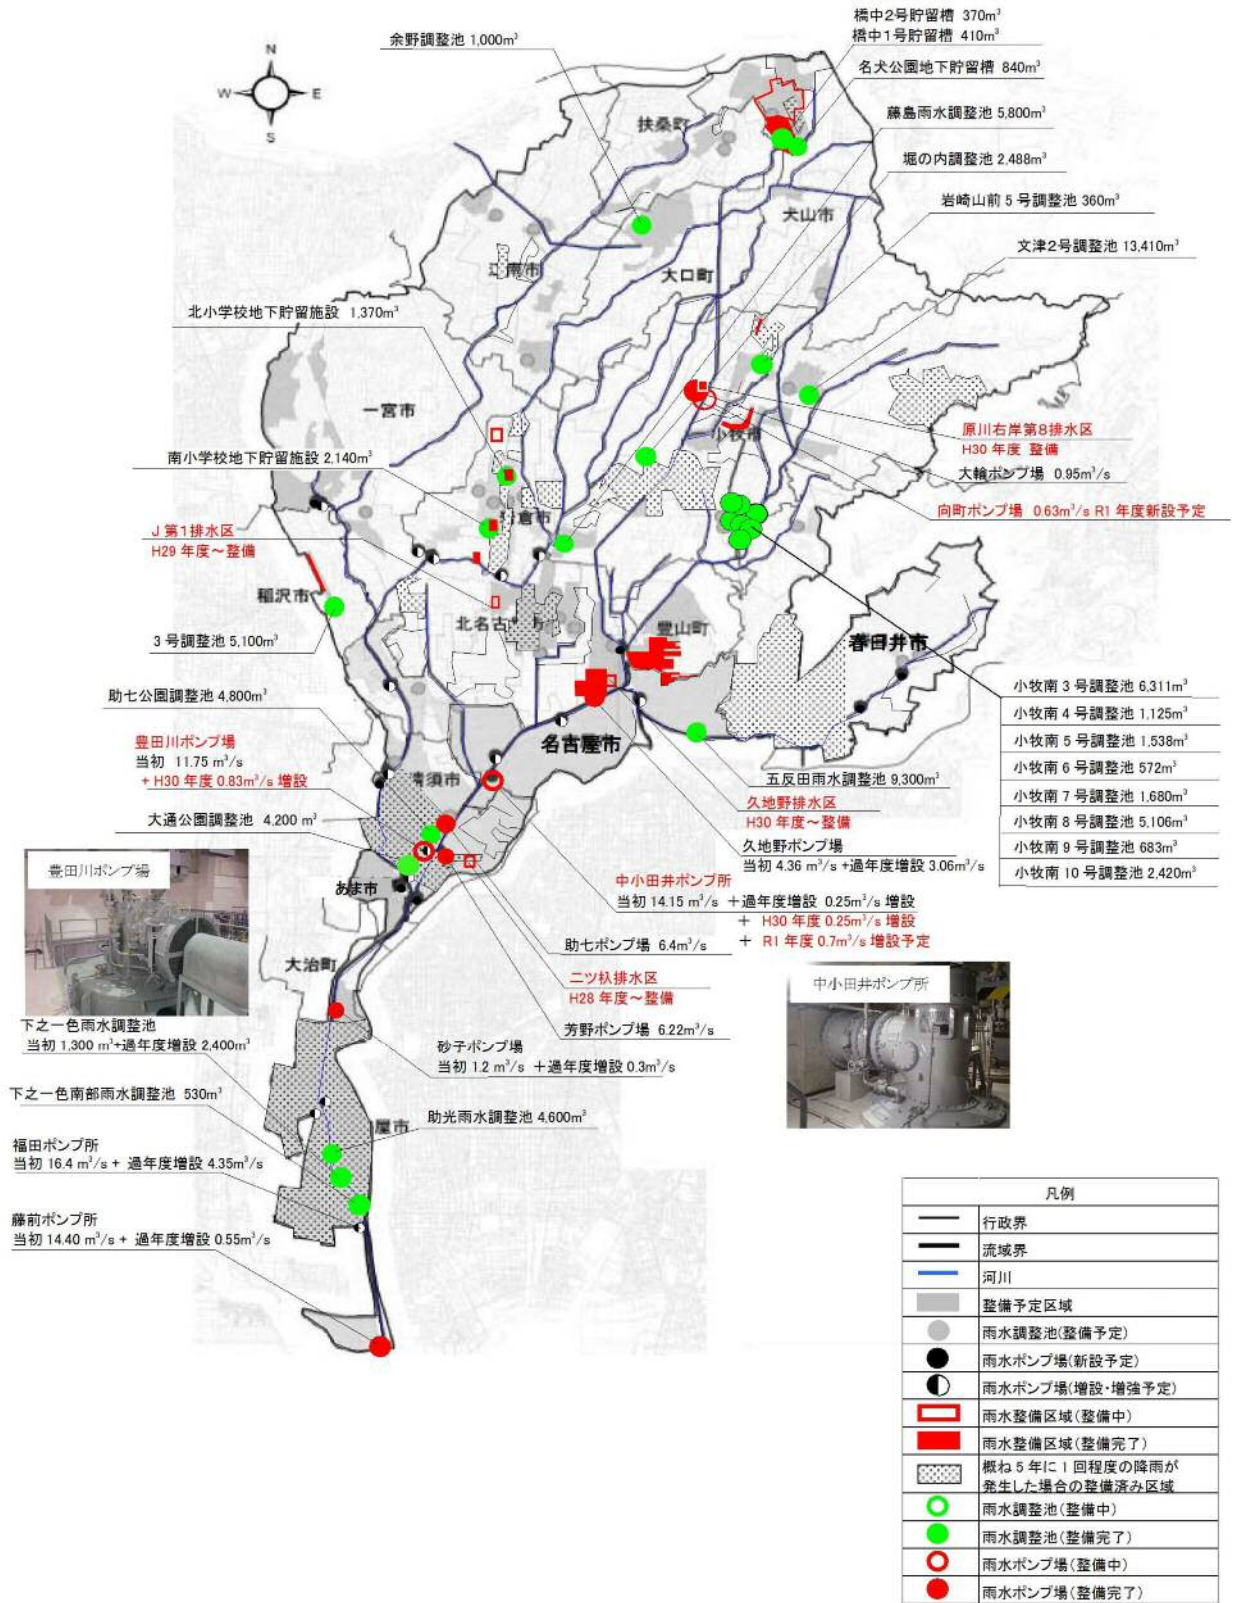 橋中2号貯留槽 370m³
橋中1号貯留槽 410m³
余野調整池 1,000m³
名犬公園地下貯留槽 840m³
N
W
E
S
藤島雨水調整池 5,800m³
扶桑町
堀の内調整池 2,488m³
岩崎山前5号調整池 360m³
犬山市
文津2号調整池 13,410m³
江南市
大口町
北小学校地下貯留施設 1,370m³
一宮市
小牧市
原川右岸第8排水区
H30 年度 整備
南小学校地下貯留施設 2,140m³
大輪ポンプ場 0.95m³/s
岩倉市
向町ポンプ場 0.63m³/s R1 年度新設予定
J 第1排水区
H29 年度～整備
稲沢市
北名古屋市
豊山町
春日井市
3号調整池 5,100m³
小牧南 3 号調整池 6,311m³
小牧南 4 号調整池 1,125m³
小牧南 5 号調整池 1,538m³
小牧南 6 号調整池 572m³
小牧南 7 号調整池 1,680m³
小牧南 8 号調整池 5,106m³
小牧南 9 号調整池 683m³
小牧南 10 号調整池 2,420m³
助七公園調整池 4,800m³
豊田川ポンプ場
当初 11.75 m³/s
+ H30 年度 0.83m³/s 増設
名古屋市
清須市
五反田雨水調整池 9,300m³
久地野排水区
H30 年度～整備
大通公園調整池 4,200 m³
久地野ポンプ場
当初 4.36 m³/s +過年度増設 3.06m³/s
豊田川ポンプ場
あま市
中小田井ポンプ所
当初 14.15 m³/s +過年度増設 0.25m³/s 増設
+ H30 年度 0.25m³/s 増設
+ R1 年度 0.7m³/s 増設予定
助七ポンプ場 6.4m³/s
大治町
二ツ杁排水区
H28 年度～整備
中小田井ポンプ所
芳野ポンプ場 6.22m³/s
下之一色雨水調整池
当初 1,300 m³+過年度増設 2,400m³
砂子ポンプ場
当初 1.2 m³/s +過年度増設 0.3m³/s
下之一色南部雨水調整池 530m³
助光雨水調整池 4,600m³
屋市
福田ポンプ所
当初 16.4 m³/s + 過年度増設 4.35m³/s
藤前ポンプ所
当初 14.40 m³/s + 過年度増設 0.55m³/s
凡例
行政界
流域界
河川
整備予定区域
雨水調整池(整備予定)
雨水ポンプ場(新設予定)
雨水ポンプ場(増設・増強予定)
雨水整備区域(整備中)
雨水整備区域(整備完了)
概ね5年に1回程度の降雨が
発生した場合の整備済み区域
雨水調整池(整備中)
雨水調整池(整備完了)
雨水ポンプ場(整備中)
雨水ポンプ場(整備完了)